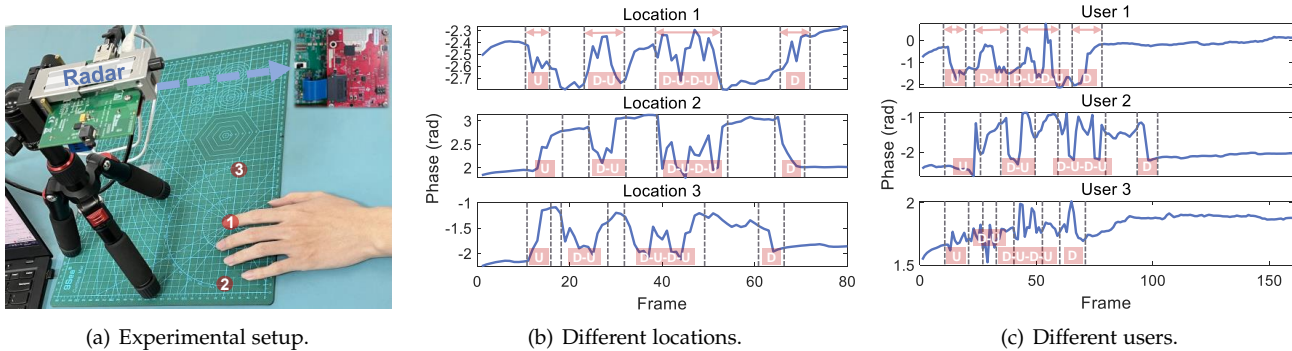 Radar
3
1
2
(a) Experimental setup.
Location 1
-2.3
-2.4
-2.5
-2.6
-2.7
U
D-U
D-U-D-U
D
Location 2
3
2.5
2
U
D-U
D-U-D-U
D
Location 3
-1
-1.5
-2
U
D-U
D-U-D-U
D
Phase (rad)
0
20
40
60
80
Frame
(b) Different locations.
User 1
0
-1
-2
U
D-U
D-U-D-U
D
User 2
-1
-2
U
D-U
D-U-D-U
D
User 3
2
1.5
U
D-U
D-U-D-U
D
Phase (rad)
0
50
100
150
Frame
(c) Different users.